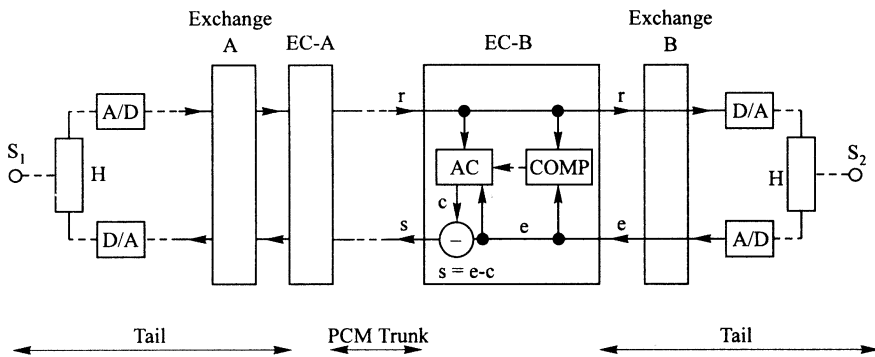 Exchange
A
EC-A
EC-B
Exchange
B
A/D
r
r
D/A
S1
H
AC
COMP
H
S2
c
D/A
s
−
e
e
A/D
s = e-c
Tail
PCM Trunk
Tail